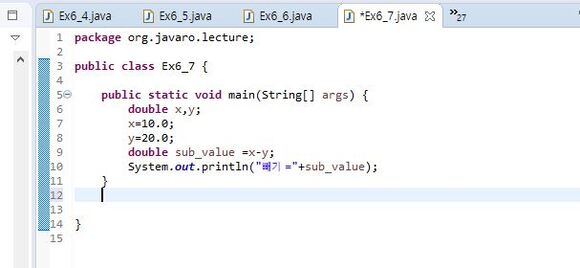 Ex6_4.java Ex6_5.java Ex6_6.java *Ex6_7.java »27
1 package org.javaro.lecture;
2
3 public class Ex6_7 {
4
5 public static void main(String[] args) {
6 double x,y;
7 x=10.0;
8 y=20.0;
9 double sub_value =x-y;
10 System.out.println("빼기 ="+sub_value);
11 }
12
13
14 }
15